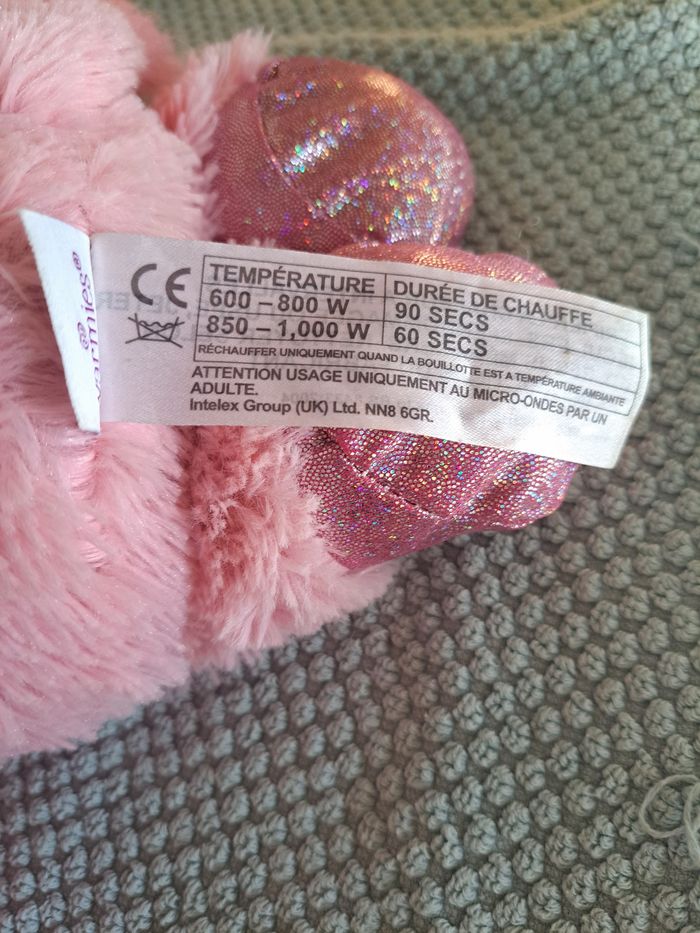 warmies®
CE
TEMPÉRATURE DURÉE DE CHAUFFE
600 – 800 W 90 SECS
850 – 1,000 W 60 SECS
RÉCHAUFFER UNIQUEMENT QUAND LA BOUILLOTTE EST A TEMPÉRATURE AMBIANTE
ATTENTION USAGE UNIQUEMENT AU MICRO-ONDES PAR UN
ADULTE.
Intelex Group (UK) Ltd. NN8 6GR.